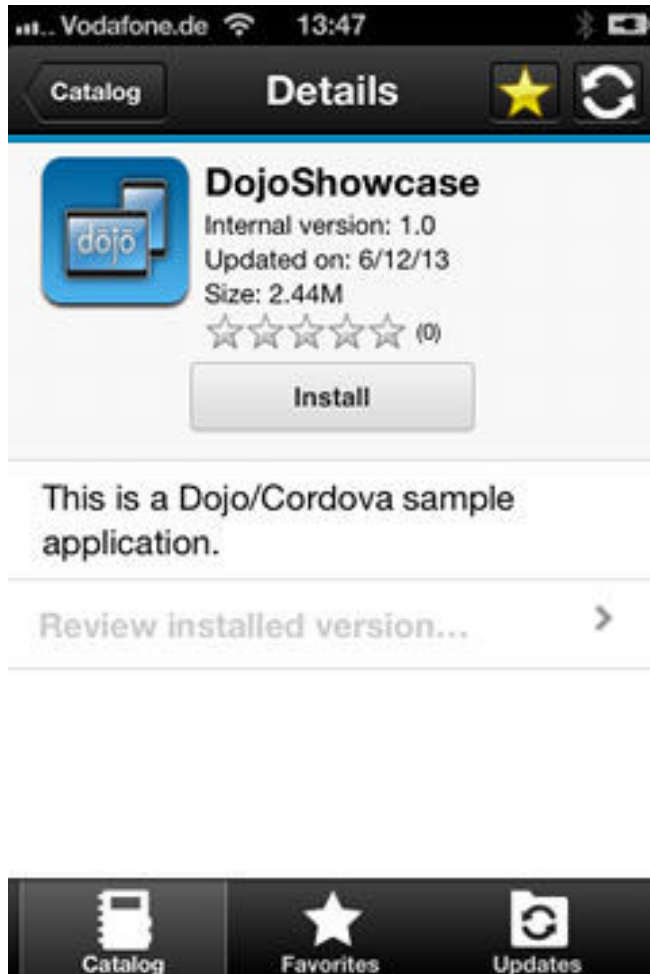 Vodafone.de 13:47
Catalog Details
dōjō
DojoShowcase
Internal version: 1.0
Updated on: 6/12/13
Size: 2.44M
(0)
Install
This is a Dojo/Cordova sample
application.
Review installed version...
Catalog Favorites Updates